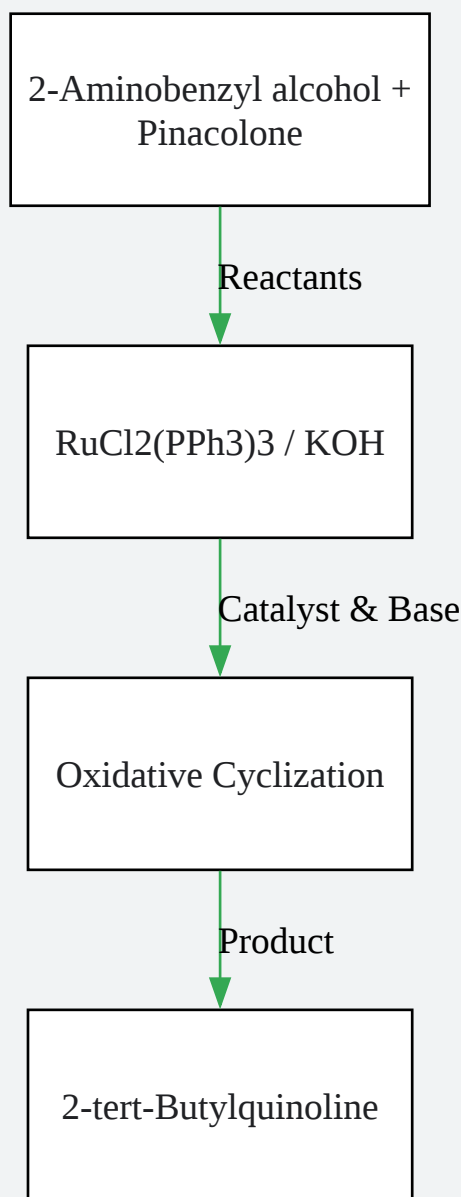 2-Aminobenzyl alcohol +
Pinacolone
Reactants
RuCl2(PPh3)3 / KOH
Catalyst & Base
Oxidative Cyclization
Product
2-tert-Butylquinoline